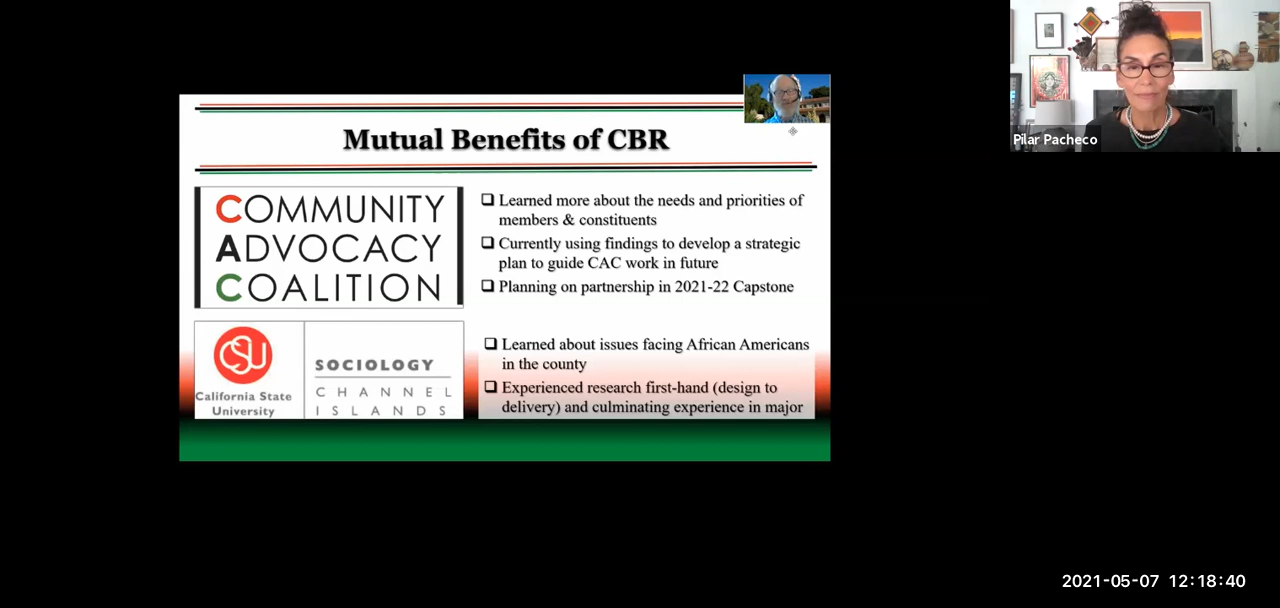 Mutual Benefits of CBR
COMMUNITY
ADVOCACY
COALITION
❑ Learned more about the needs and priorities of
members & constituents
❑ Currently using findings to develop a strategic
plan to guide CAC work in future
❑ Planning on partnership in 2021-22 Capstone
CSU
California State
University
SOCIOLOGY
CHANNEL
ISLANDS
❑ Learned about issues facing African Americans
in the county
❑ Experienced research first-hand (design to
delivery) and culminating experience in major
Pilar Pacheco
2021-05-07 12:18:40